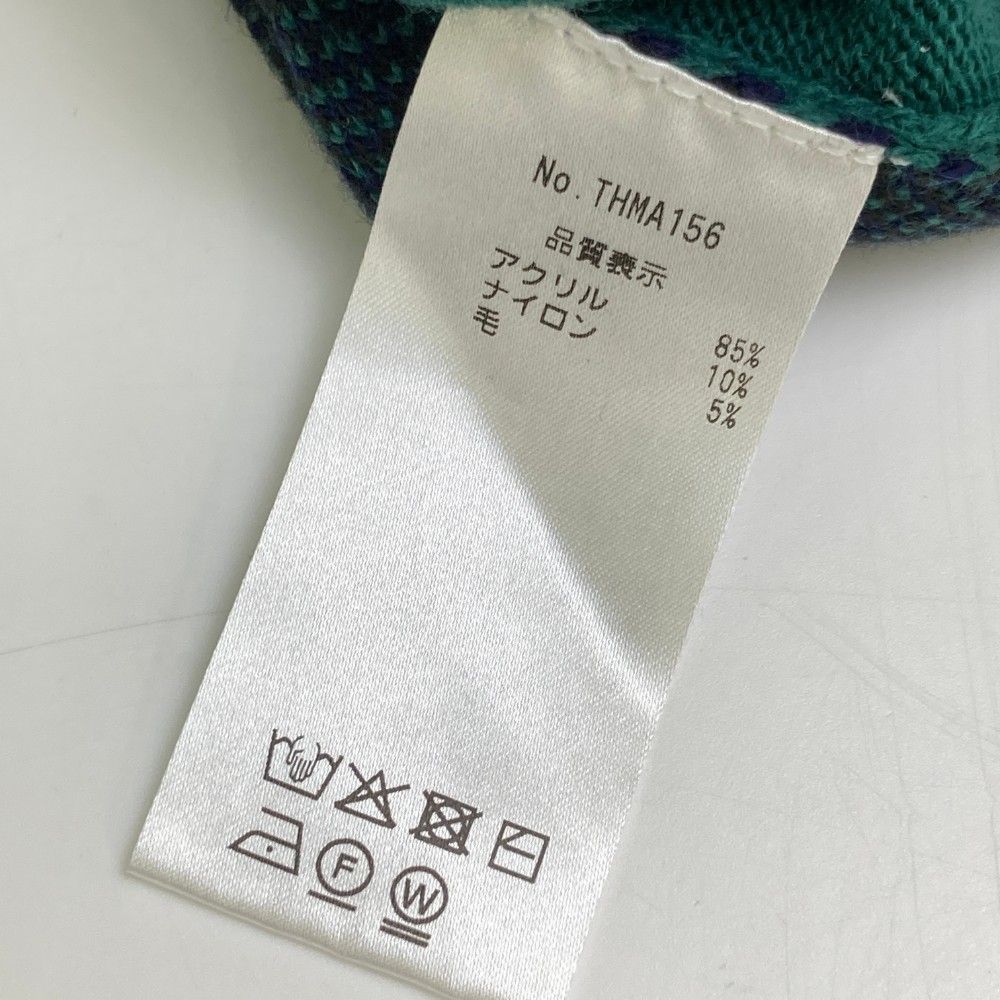 No.THMA156
品質表示
アクリル 85%
ナイロン 10%
毛 5%
F
W